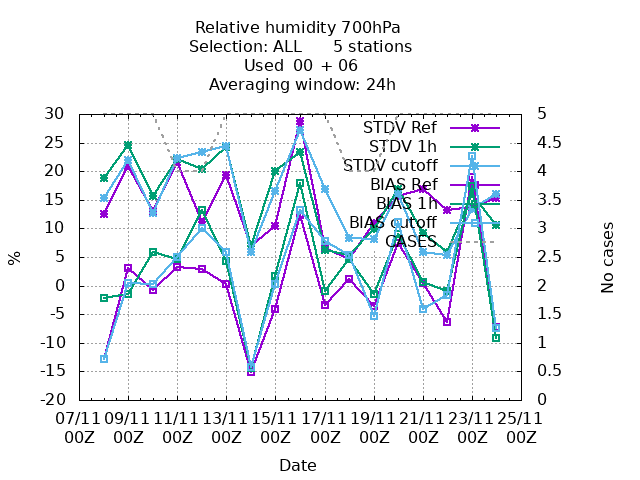 Relative humidity 700hPa
Selection: ALL 5 stations
Used 00 + 06
Averaging window: 24h
30 5
STDV Ref
25 4.5
STDV 1h
20 STDV cutoff 4
BIAS Ref
15 3.5
BIAS 1h
10 BIAS cutoff 3
CASES
5 2.5
0 2
-5 1.5
-10 1
-15 0.5
-20 0
%
No cases
07/11 09/11 11/11 13/11 15/11 17/11 19/11 21/11 23/11 25/11
00Z 00Z 00Z 00Z 00Z 00Z 00Z 00Z 00Z 00Z
Date